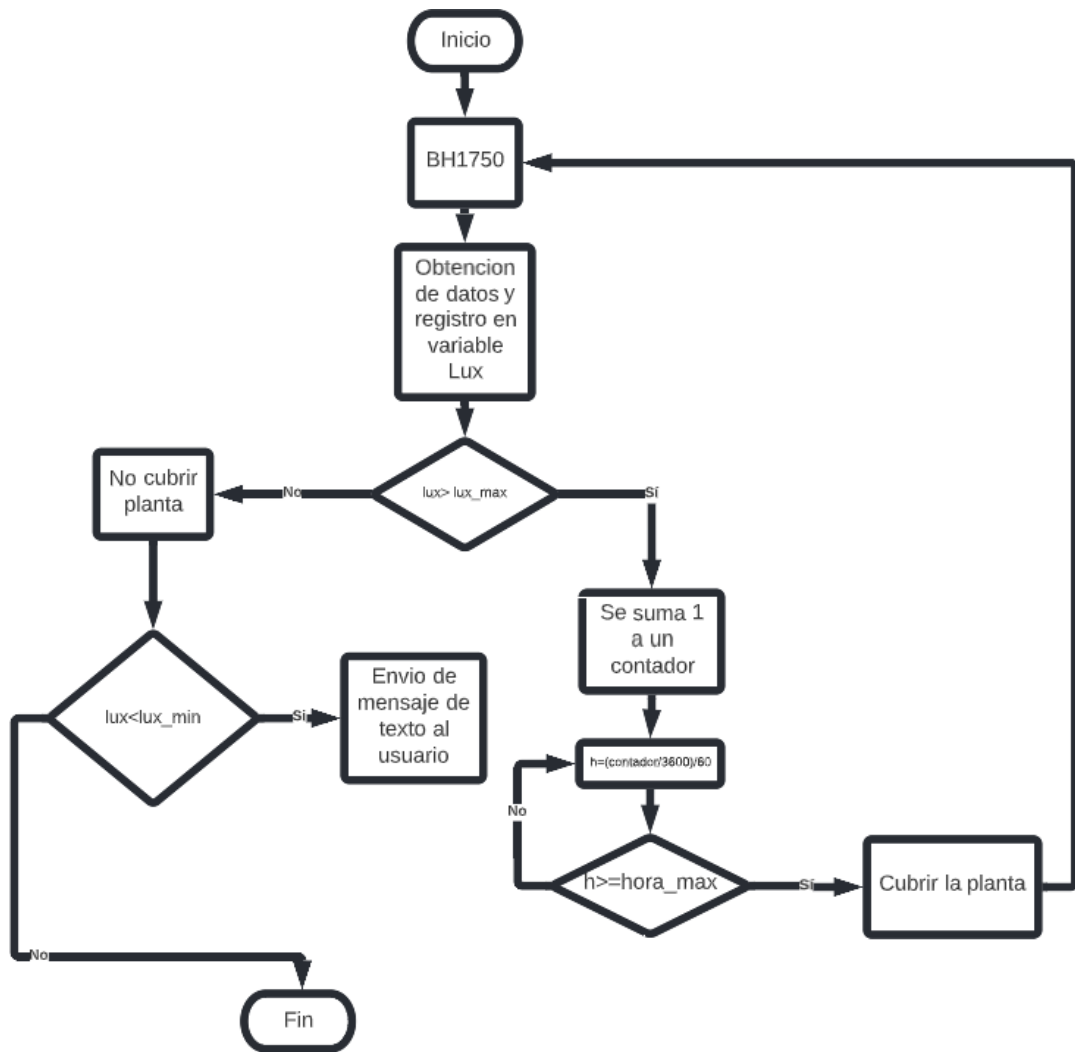 Inicio
BH1750
Obtencion
de datos y
registro en
variable
Lux
lux> lux_max
No
Sí
No cubrir
planta
Se suma 1
a un
contador
lux<lux_min
Si
Envio de
mensaje de
texto al
usuario
h=(contador/3600)/60
No
h>=hora_max
Sí
Cubrir la planta
No
Fin